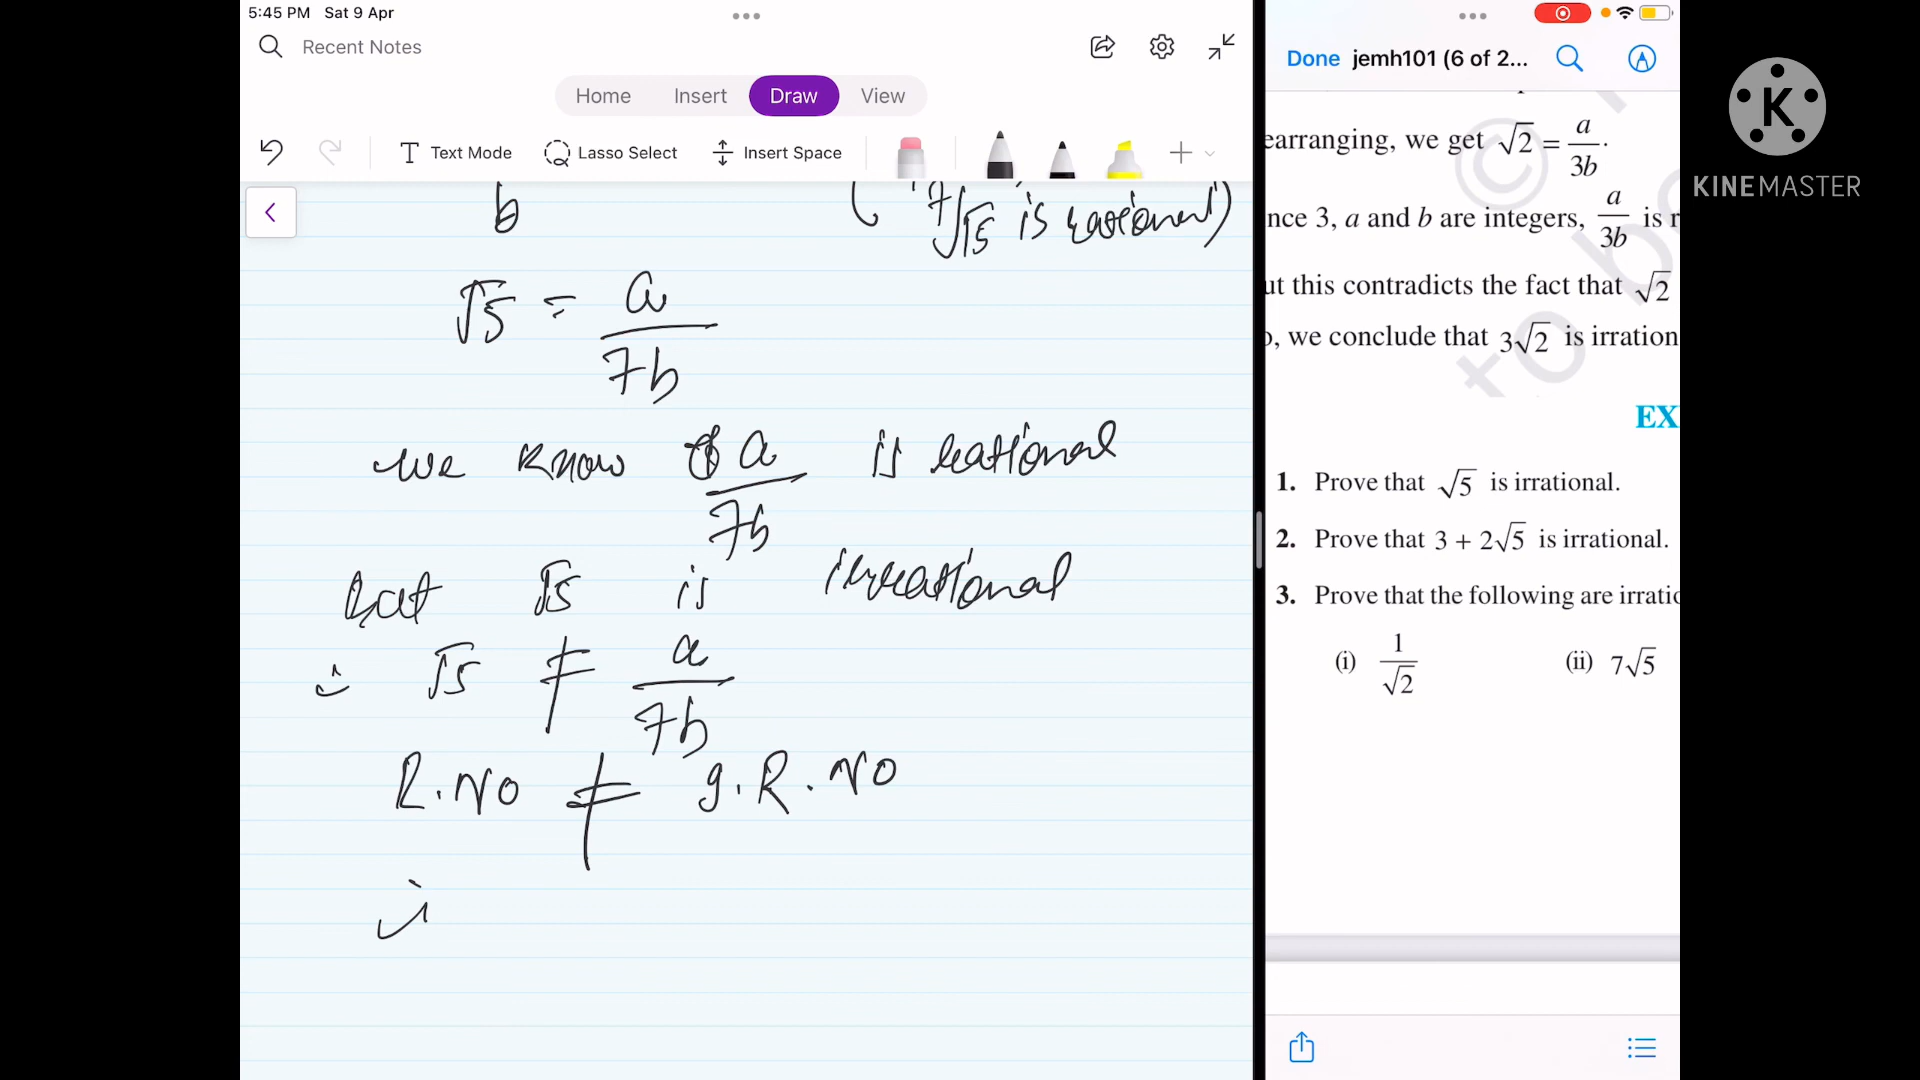 5:45 PM Sat 9 Apr
Recent Notes
Home Insert Draw View
Text Mode Lasso Select Insert Space
b (∵ 7√5 is rational)
√5 = a/7b
we know a/7b is rational
but √5 is irrational
∴ √5 ≠ a/7b
R.NO ≠ I.R.NO
∴
Done jemh101 (6 of 2...
earranging, we get √2 = a/3b.
nce 3, a and b are integers, a/3b is r
ut this contradicts the fact that √2
o, we conclude that 3√2 is irration
EX
1. Prove that √5 is irrational.
2. Prove that 3 + 2√5 is irrational.
3. Prove that the following are irratio
(i) 1/√2 (ii) 7√5
K
KINEMASTER